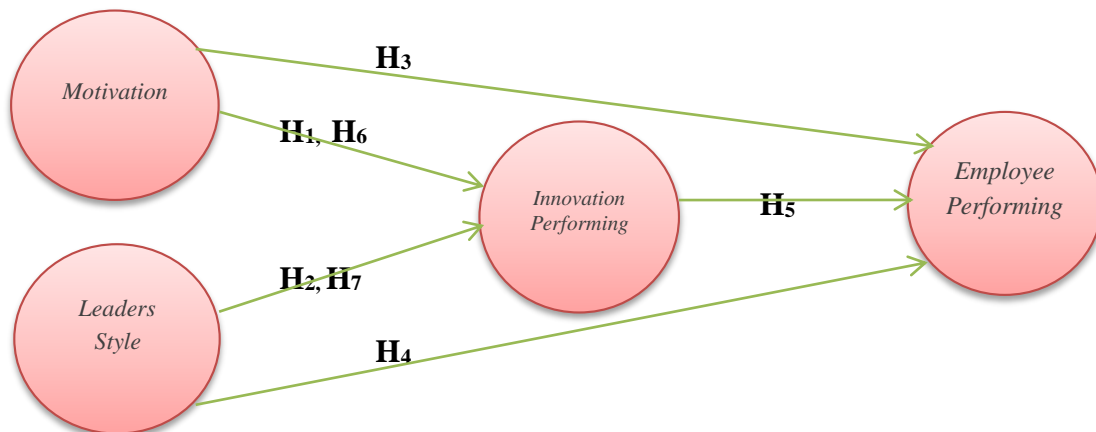 H3
Motivation
H1, H6
Employee
Performing
Innovation
Performing
H5
H2, H7
Leaders
Style
H4